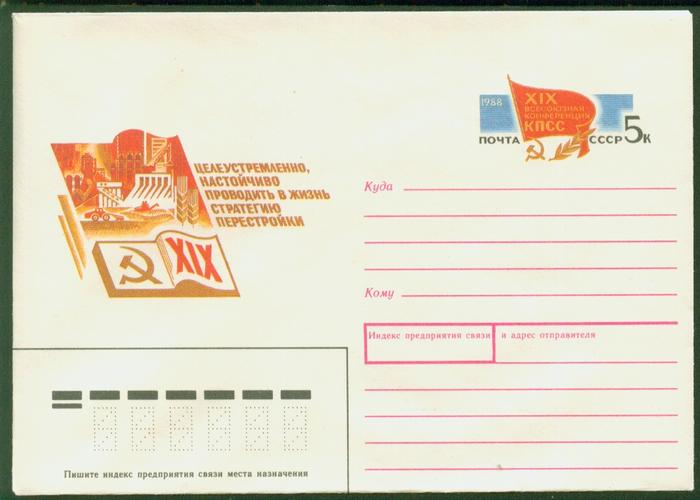 1988
XIX
ВСЕСОЮЗНАЯ
КОНФЕРЕНЦИЯ
КПСС
ПОЧТА СССР 5к
ЦЕЛЕУСТРЕМЛЕННО,
НАСТОЙЧИВО
ПРОВОДИТЬ В ЖИЗНЬ
СТРАТЕГИЮ
ПЕРЕСТРОЙКИ
XIX
Куда
Кому
Индекс предприятия связи и адрес отправителя
Пишите индекс предприятия связи места назначения